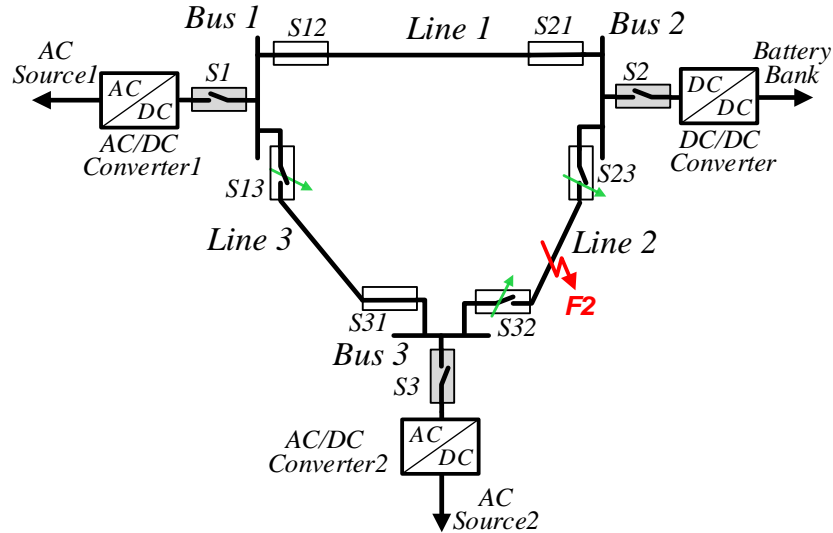 Bus 1
S12
Line 1
S21
Bus 2
AC
Source1
S1
AC
DC
AC/DC
Converter1
S2
DC
DC
Battery
Bank
DC/DC
Converter
S13
S23
Line 3
Line 2
F2
S31
S32
Bus 3
S3
AC/DC
Converter2
AC
DC
AC
Source2